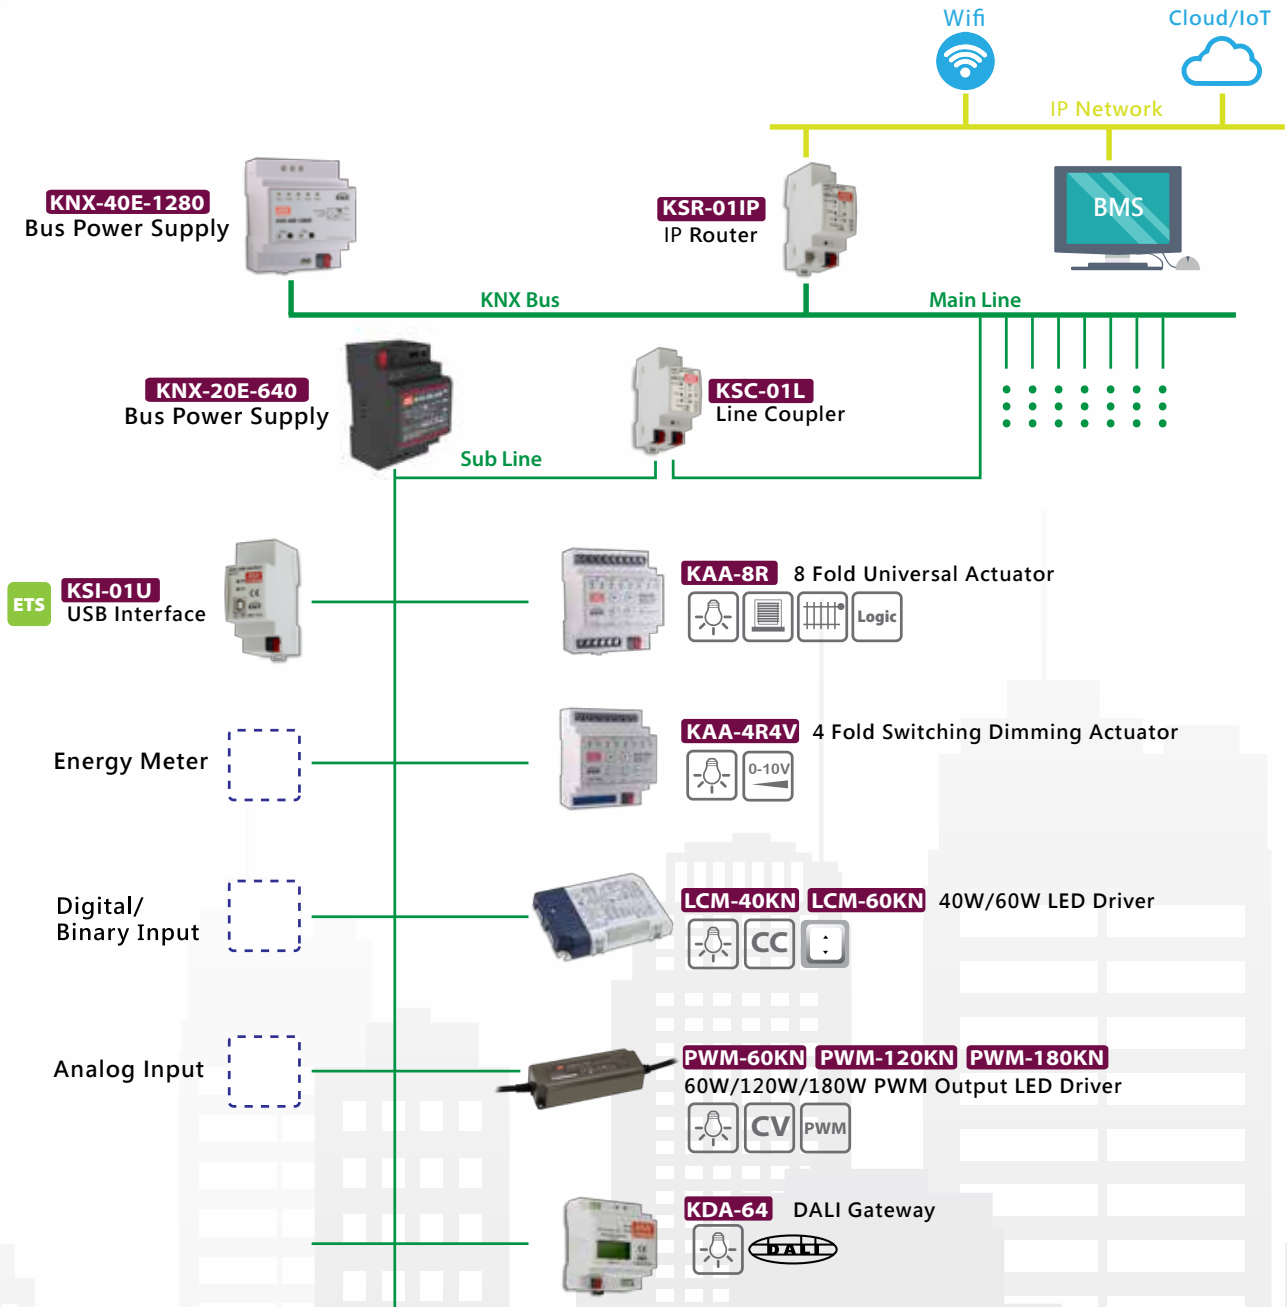 Wifi
Cloud/IoT
IP Network
KNX-40E-1280
Bus Power Supply
KSR-01IP
IP Router
BMS
KNX Bus
Main Line
KNX-20E-640
Bus Power Supply
KSC-01L
Line Coupler
Sub Line
ETS
KSI-01U
USB Interface
KAA-8R 8 Fold Universal Actuator
Logic
Energy Meter
KAA-4R4V 4 Fold Switching Dimming Actuator
0-10V
Digital/
Binary Input
LCM-40KN LCM-60KN 40W/60W LED Driver
CC
Analog Input
PWM-60KN PWM-120KN PWM-180KN
60W/120W/180W PWM Output LED Driver
CV PWM
KDA-64 DALI Gateway
DALI